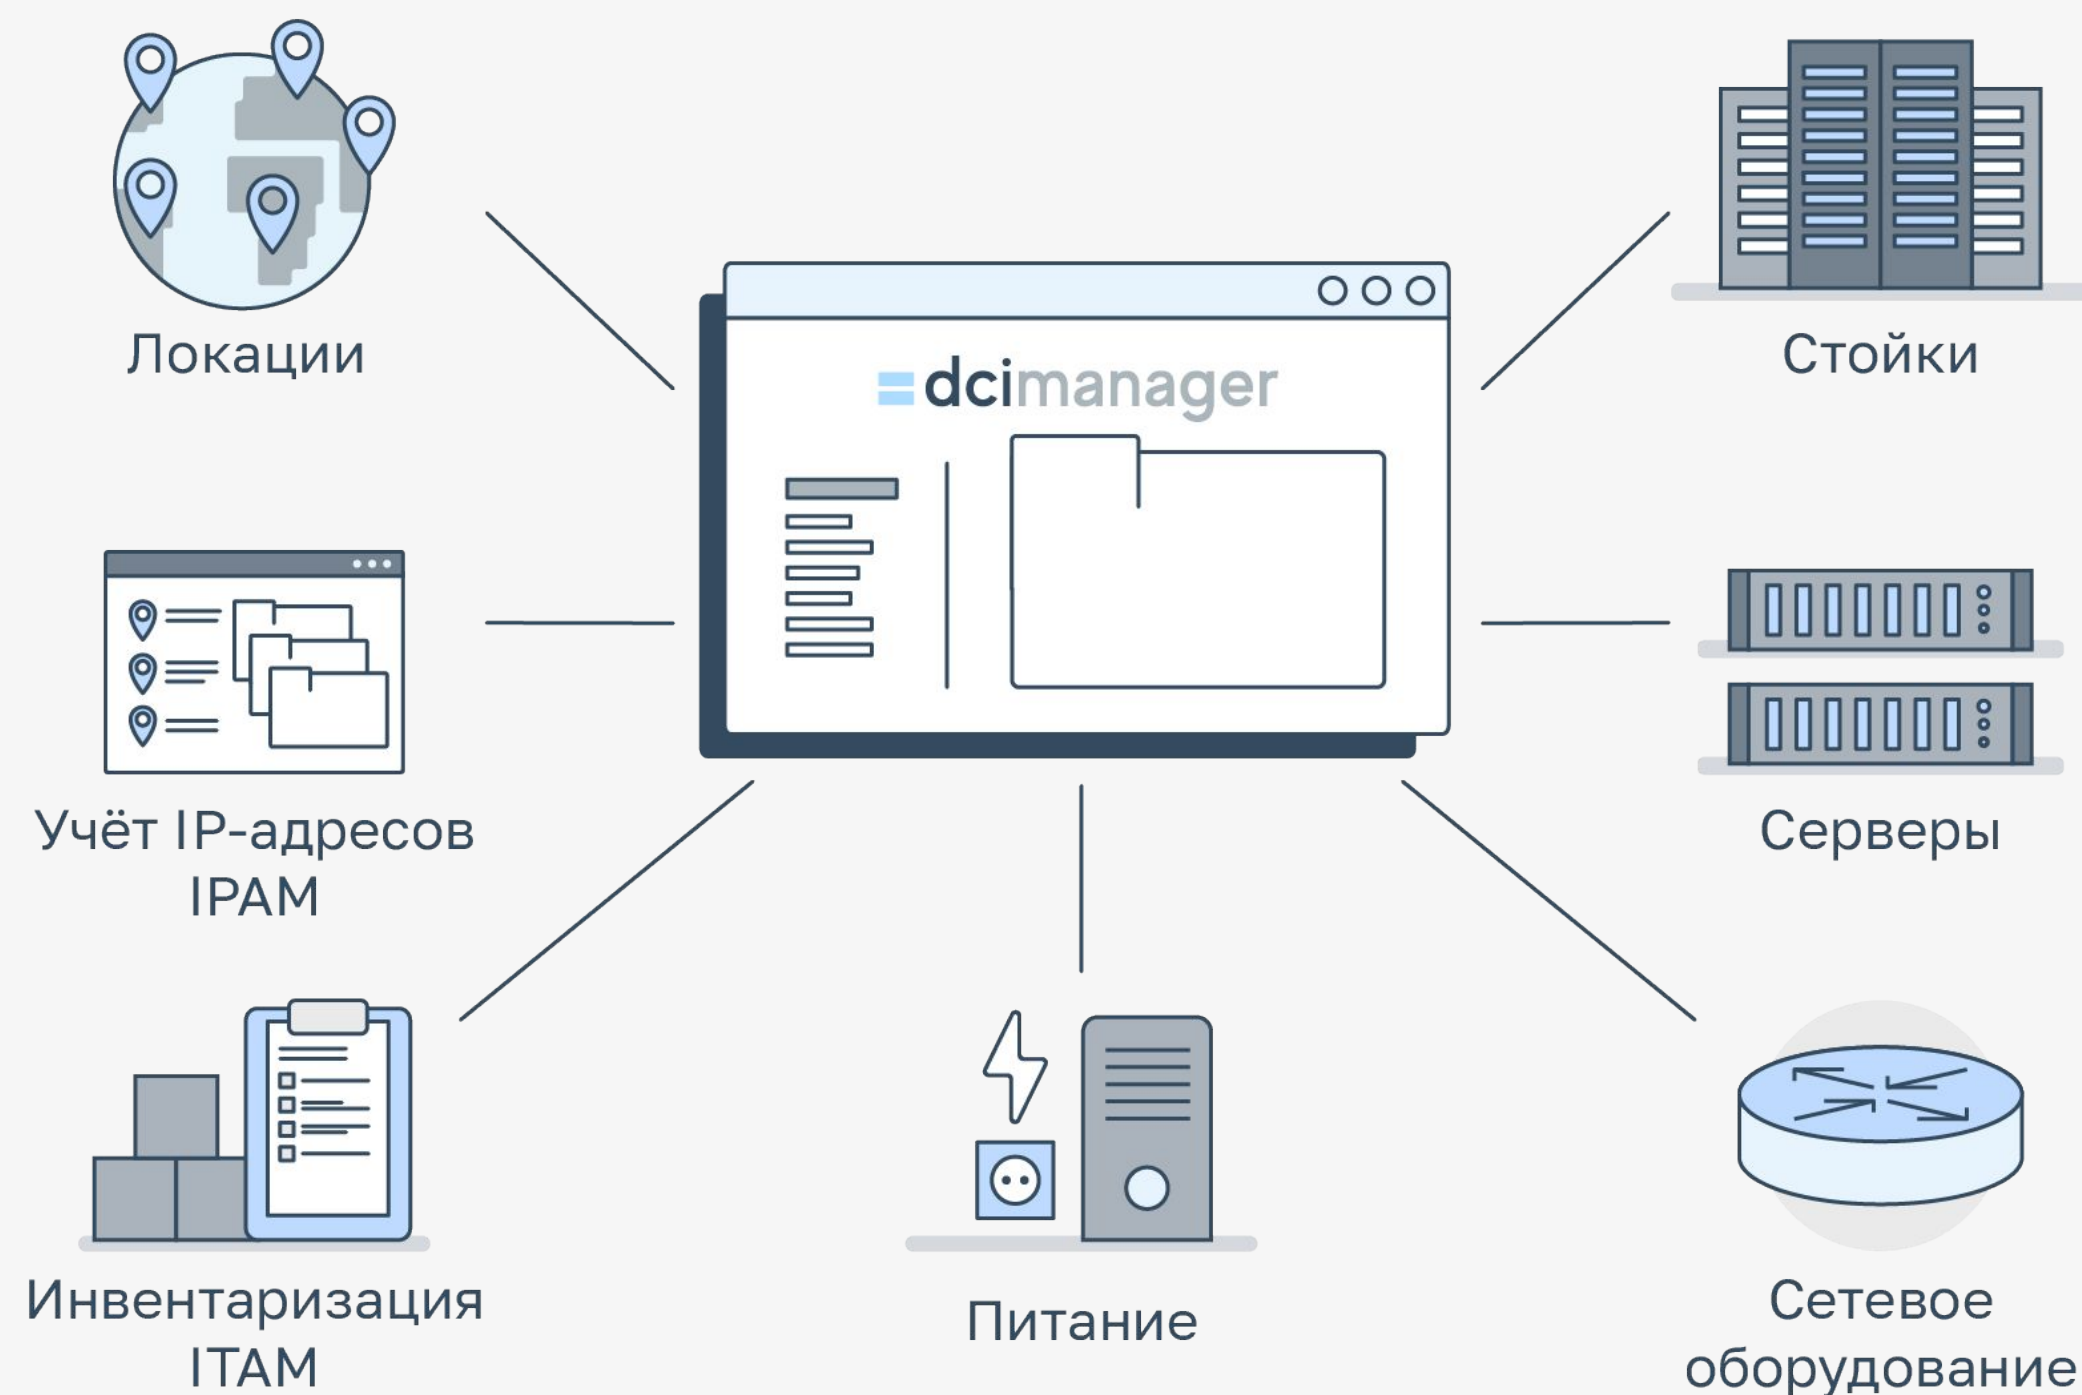 Локации
Стойки
dcimanager
Учёт IP-адресов
IPAM
Серверы
Инвентаризация
ITAM
Питание
Сетевое
оборудование